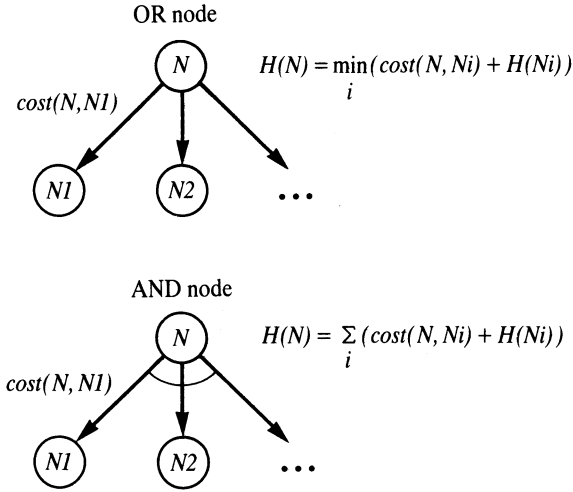 OR node
N
H(N) = min(cost(N,Ni) + H(Ni))
i
cost(N,N1)
N1
N2
...
AND node
N
H(N) = Σ(cost(N,Ni) + H(Ni))
i
cost(N,N1)
N1
N2
...